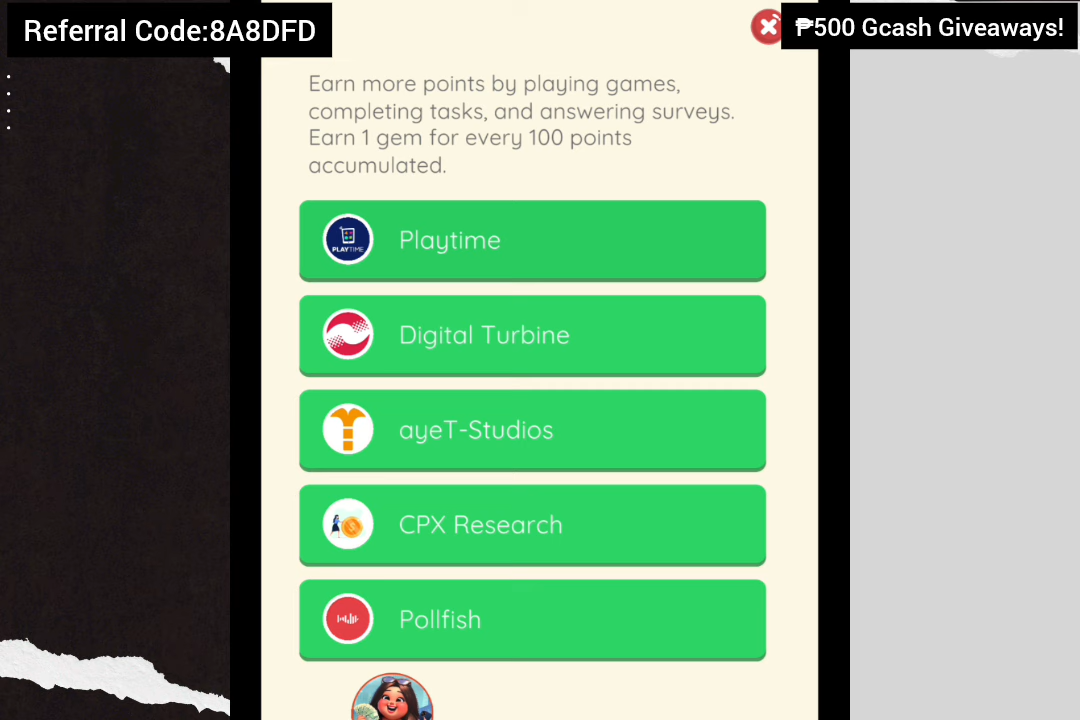 Referral Code:8A8DFD
₱500 Gcash Giveaways!
Earn more points by playing games,
completing tasks, and answering surveys.
Earn 1 gem for every 100 points
accumulated.
PLAYTIME
Playtime
Digital Turbine
ayeT-Studios
CPX Research
Pollfish